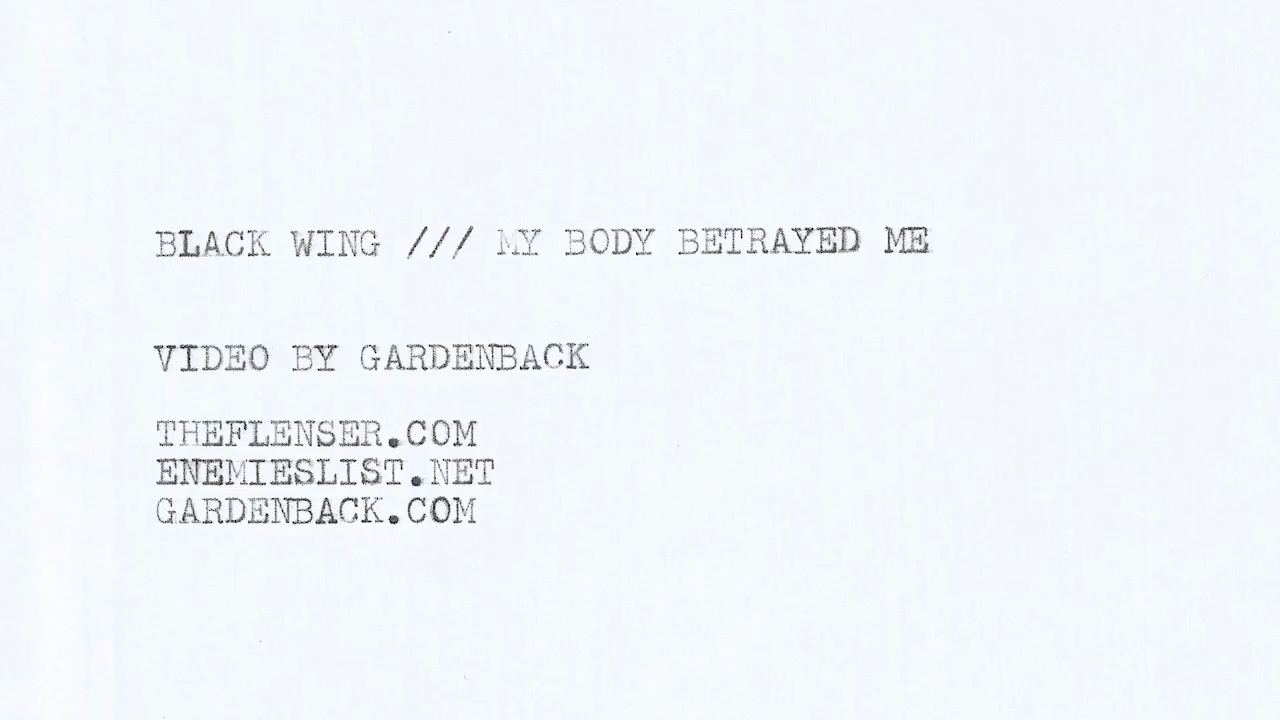 BLACK WING /// MY BODY BETRAYED ME
VIDEO BY GARDENBACK
THEFLENSER.COM
ENEMIESLIST.NET
GARDENBACK.COM